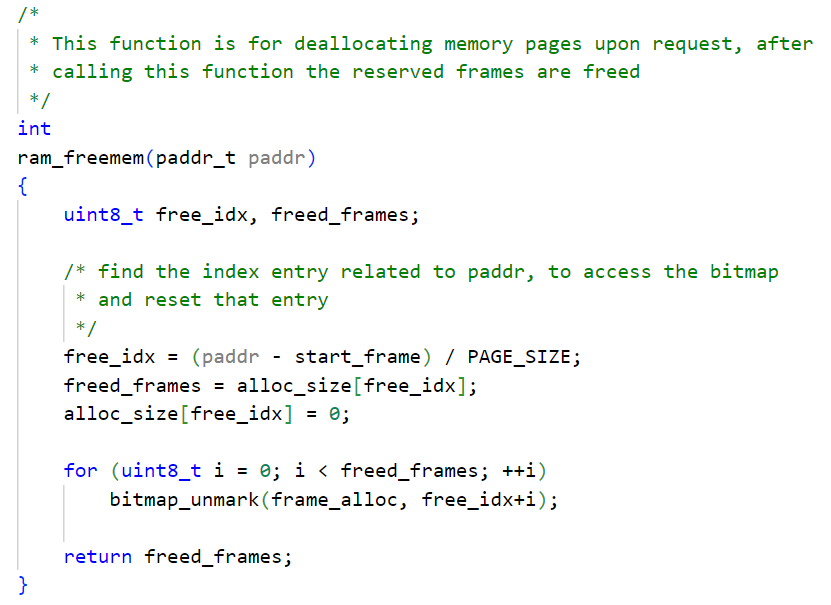 /*
 * This function is for deallocating memory pages upon request, after
 * calling this function the reserved frames are freed
 */
int
ram_freemem(paddr_t paddr)
{
    uint8_t free_idx, freed_frames;

    /* find the index entry related to paddr, to access the bitmap
     * and reset that entry
     */
    free_idx = (paddr - start_frame) / PAGE_SIZE;
    freed_frames = alloc_size[free_idx];
    alloc_size[free_idx] = 0;

    for (uint8_t i = 0; i < freed_frames; ++i)
        bitmap_unmark(frame_alloc, free_idx+i);

    return freed_frames;
}